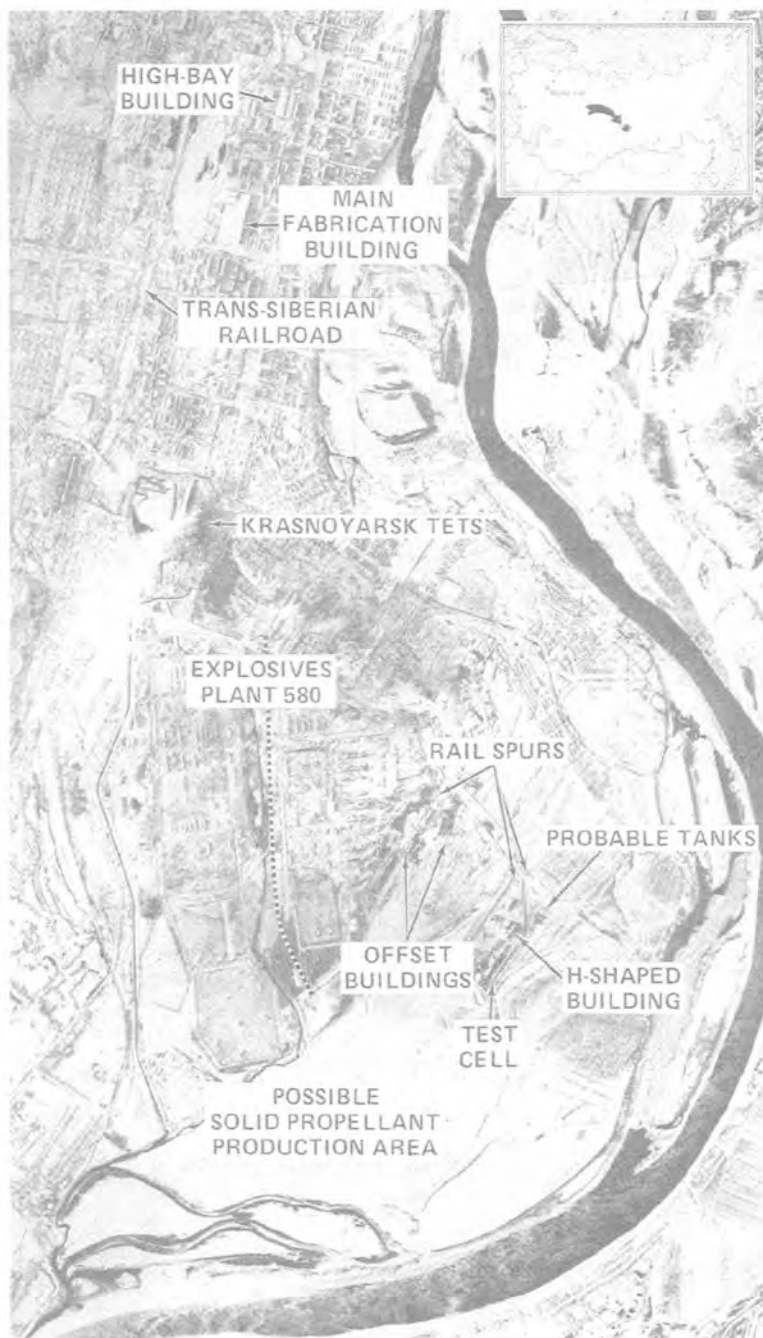 HIGH-BAY
BUILDING
MAIN
FABRICATION
BUILDING
TRANS-SIBERIAN
RAILROAD
KRASNOYARSK TETS
EXPLOSIVES
PLANT 580
RAIL SPURS
PROBABLE TANKS
OFFSET
BUILDINGS
H-SHAPED
BUILDING
TEST
CELL
POSSIBLE
SOLID PROPELLANT
PRODUCTION AREA